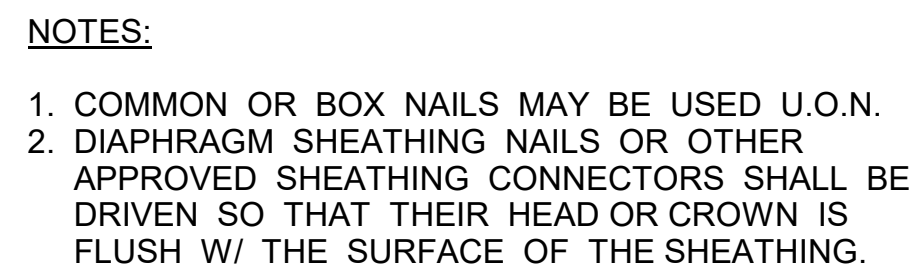 NOTES:
1. COMMON OR BOX NAILS MAY BE USED U.O.N.
2. DIAPHRAGM SHEATHING NAILS OR OTHER
APPROVED SHEATHING CONNECTORS SHALL BE
DRIVEN SO THAT THEIR HEAD OR CROWN IS
FLUSH W/ THE SURFACE OF THE SHEATHING.